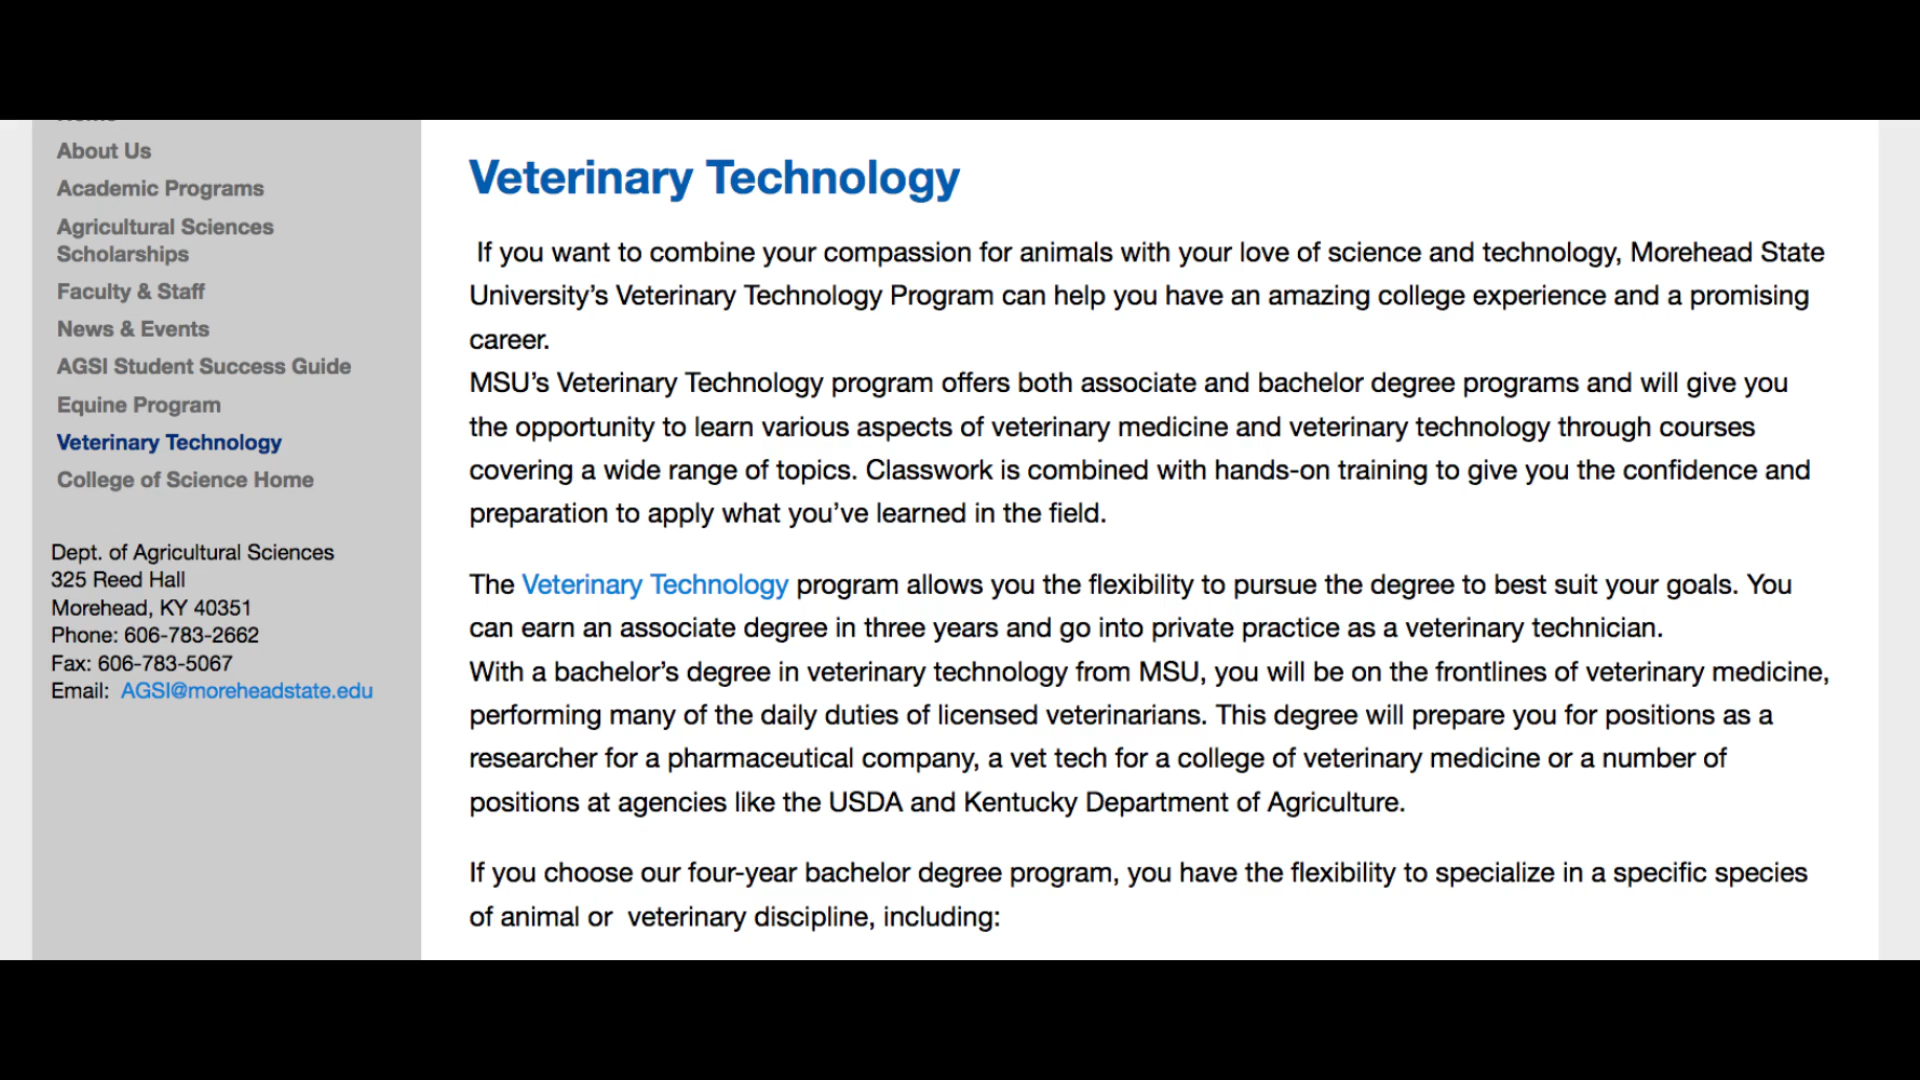 About Us
Academic Programs
Agricultural Sciences
Scholarships
Faculty & Staff
News & Events
AGSI Student Success Guide
Equine Program
Veterinary Technology
College of Science Home
Dept. of Agricultural Sciences
325 Reed Hall
Morehead, KY 40351
Phone: 606-783-2662
Fax: 606-783-5067
Email: AGSI@moreheadstate.edu
Veterinary Technology
If you want to combine your compassion for animals with your love of science and technology, Morehead State
University’s Veterinary Technology Program can help you have an amazing college experience and a promising
career.
MSU’s Veterinary Technology program offers both associate and bachelor degree programs and will give you
the opportunity to learn various aspects of veterinary medicine and veterinary technology through courses
covering a wide range of topics. Classwork is combined with hands-on training to give you the confidence and
preparation to apply what you’ve learned in the field.
The Veterinary Technology program allows you the flexibility to pursue the degree to best suit your goals. You
can earn an associate degree in three years and go into private practice as a veterinary technician.
With a bachelor’s degree in veterinary technology from MSU, you will be on the frontlines of veterinary medicine,
performing many of the daily duties of licensed veterinarians. This degree will prepare you for positions as a
researcher for a pharmaceutical company, a vet tech for a college of veterinary medicine or a number of
positions at agencies like the USDA and Kentucky Department of Agriculture.
If you choose our four-year bachelor degree program, you have the flexibility to specialize in a specific species
of animal or veterinary discipline, including: